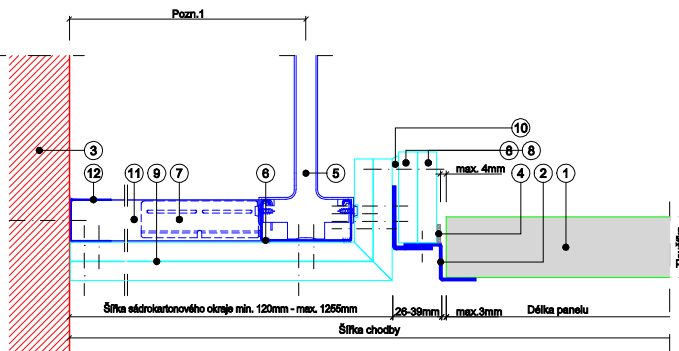 Pozn.1
10
3
12
11
9
7
6
5
8
8
4
2
1
max. 4mm
Šířka sádrokartonového okraje min. 120mm - max. 1255mm
26-39mm
max.3mm
Délka panelu
Šířka chodby